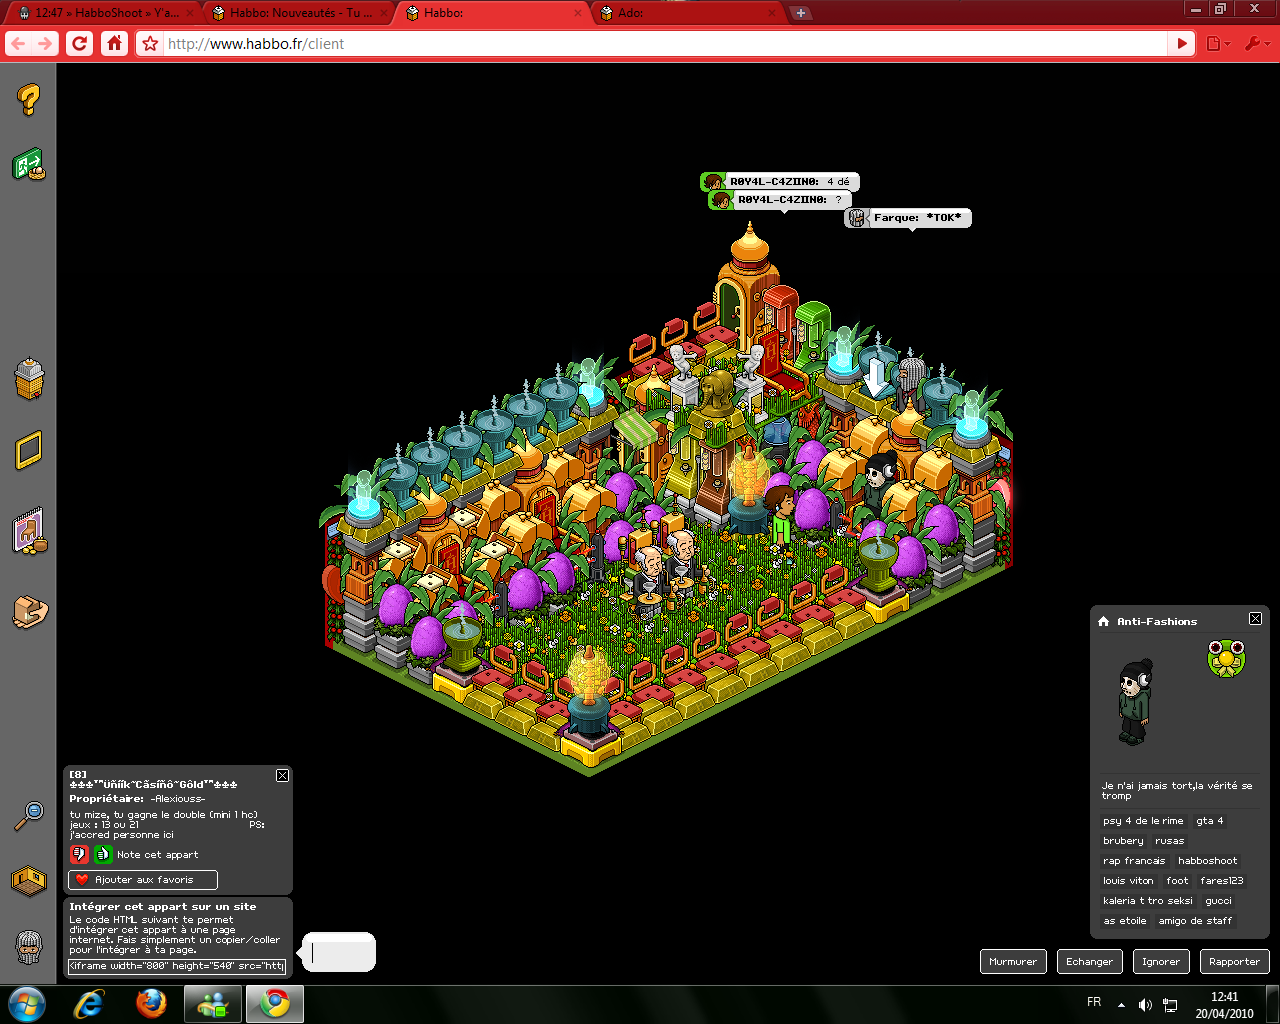 12:47 » HabboShoot » Y'a...
Habbo: Nouveautés - Tu ...
Habbo:
Ado:
http://www.habbo.fr/client
R0Y4L-C4ZIIN0: 4 dé
R0Y4L-C4ZIIN0: ?
Farque: *TOK*
Anti-Fashions
Je n'ai jamais tort,la vérité se
tromp
psy 4 de le rime gta 4
brubery rusas
rap francais habboshoot
louis viton foot fares123
kaleria t tro seksi gucci
as etoile amigo de staff
Murmurer Echanger Ignorer Rapporter
[8]
♣♣♣*™Üñíík~Cãsíñô~Gôld*™♣♣♣
Propriétaire: -Alexiouss-
tu mize, tu gagne le double (mini 1 hc)
jeux : 13 ou 21 PS:
j'accred personne ici
Note cet appart
Ajouter aux favoris
Intégrer cet appart sur un site
Le code HTML suivant te permet
d'intégrer cet appart à une page
internet. Fais simplement un copier/coller
pour l'intégrer à ta page.
<iframe width="800" height="540" src="http
FR
12:41
20/04/2010